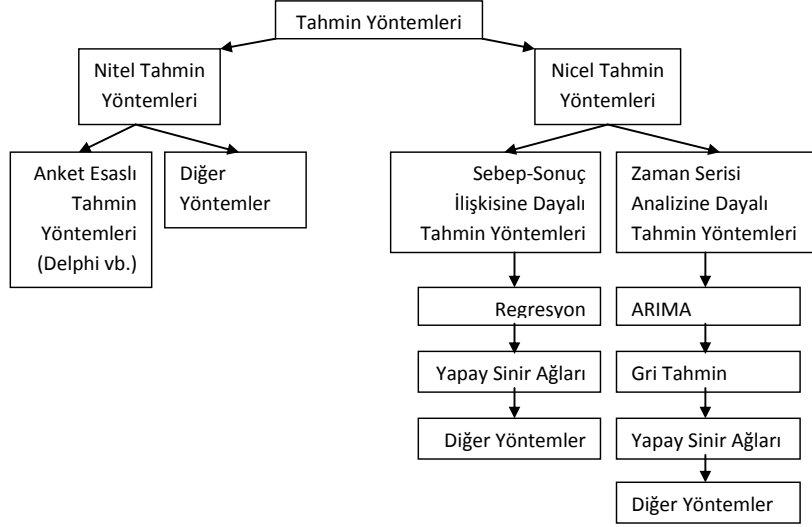 Tahmin Yöntemleri
Nitel Tahmin
Yöntemleri
Nicel Tahmin
Yöntemleri
Anket Esaslı
Tahmin
Yöntemleri
(Delphi vb.)
Diğer
Yöntemler
Sebep-Sonuç
İlişkisine Dayalı
Tahmin Yöntemleri
Zaman Serisi
Analizine Dayalı
Tahmin Yöntemleri
Regresyon
ARIMA
Yapay Sinir Ağları
Gri Tahmin
Diğer Yöntemler
Yapay Sinir Ağları
Diğer Yöntemler